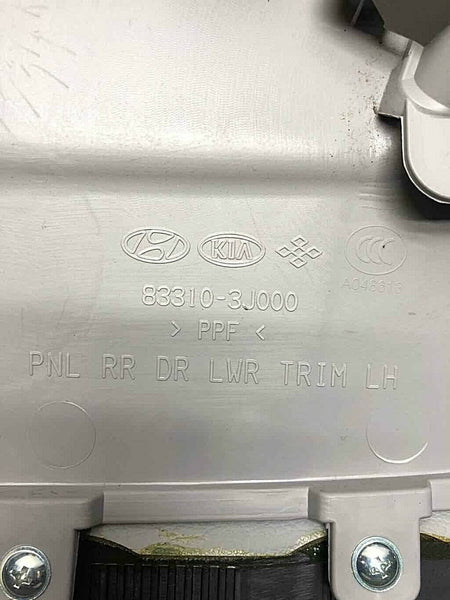 KIA
83310-3J000
> PPF <
PNL RR DR LWR TRIM LH